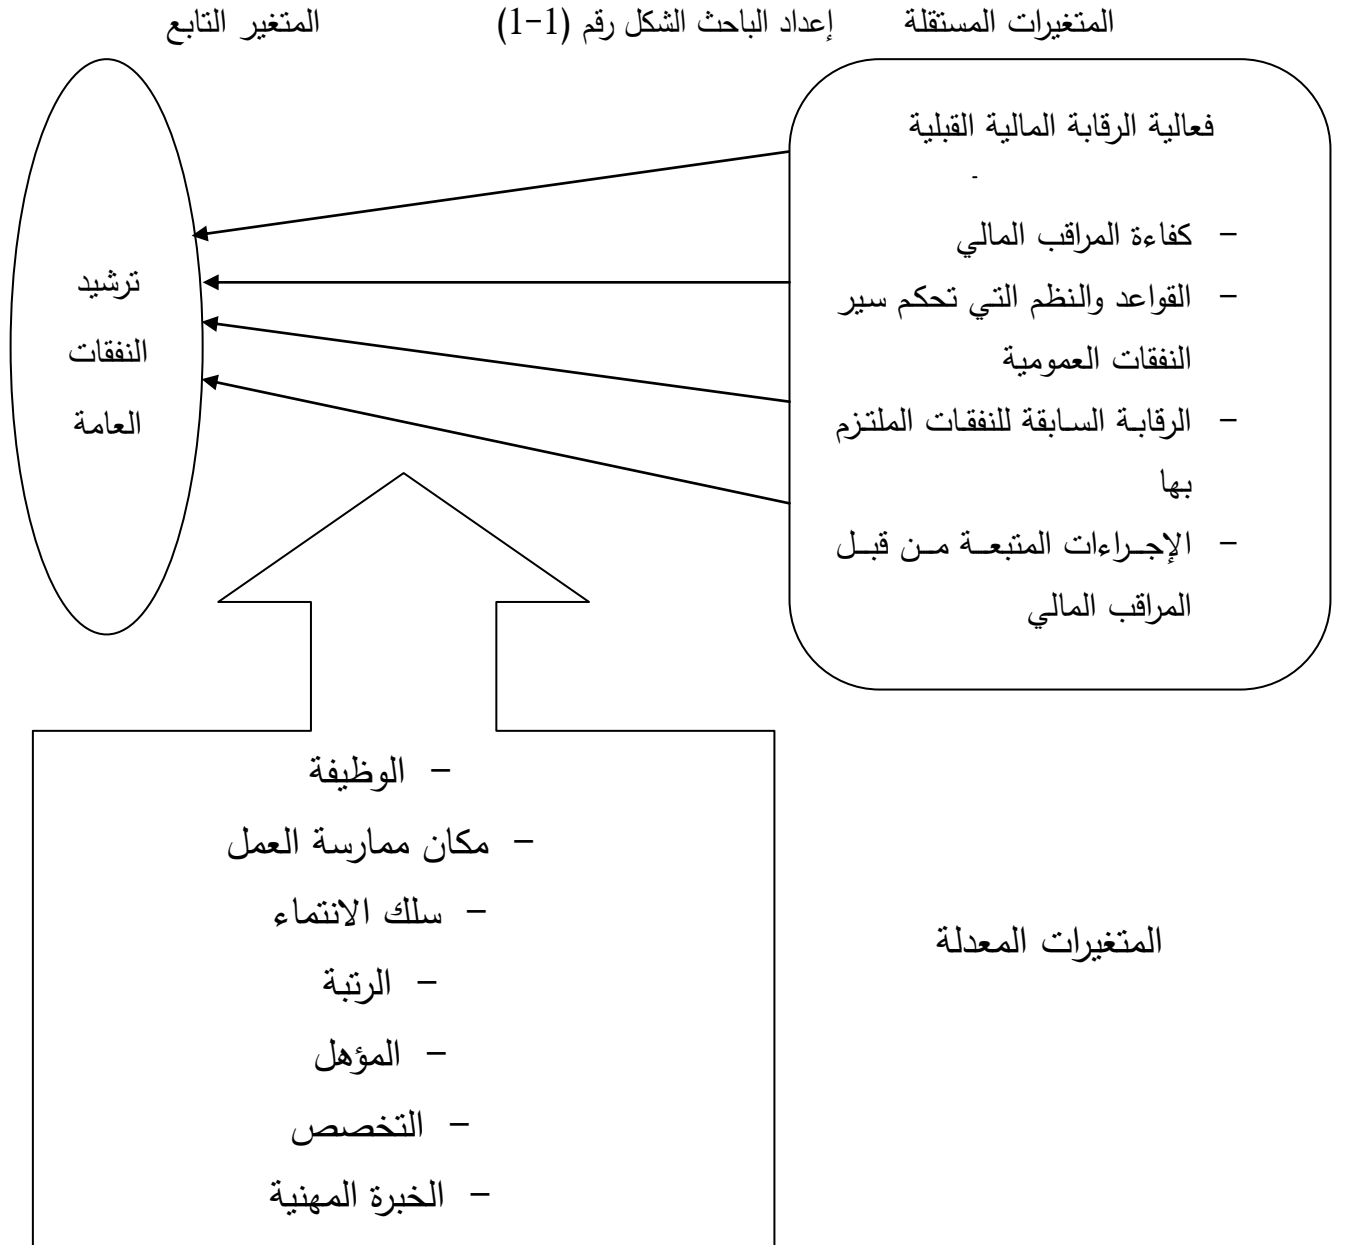 المتغيرات المستقلة إعداد الباحث الشكل رقم (1-1) المتغير التابع
فعالية الرقابة المالية القبلية
-
- كفاءة المراقب المالي
- القواعد والنظم التي تحكم سير
النفقات العمومية
- الرقابة السابقة للنفقات الملتزم
بها
- الإجراءات المتبعة من قبل
المراقب المالي
ترشيد
النفقات
العامة
- الوظيفة
- مكان ممارسة العمل
- سلك الانتماء
- الرتبة
- المؤهل
- التخصص
- الخبرة المهنية
المتغيرات المعدلة